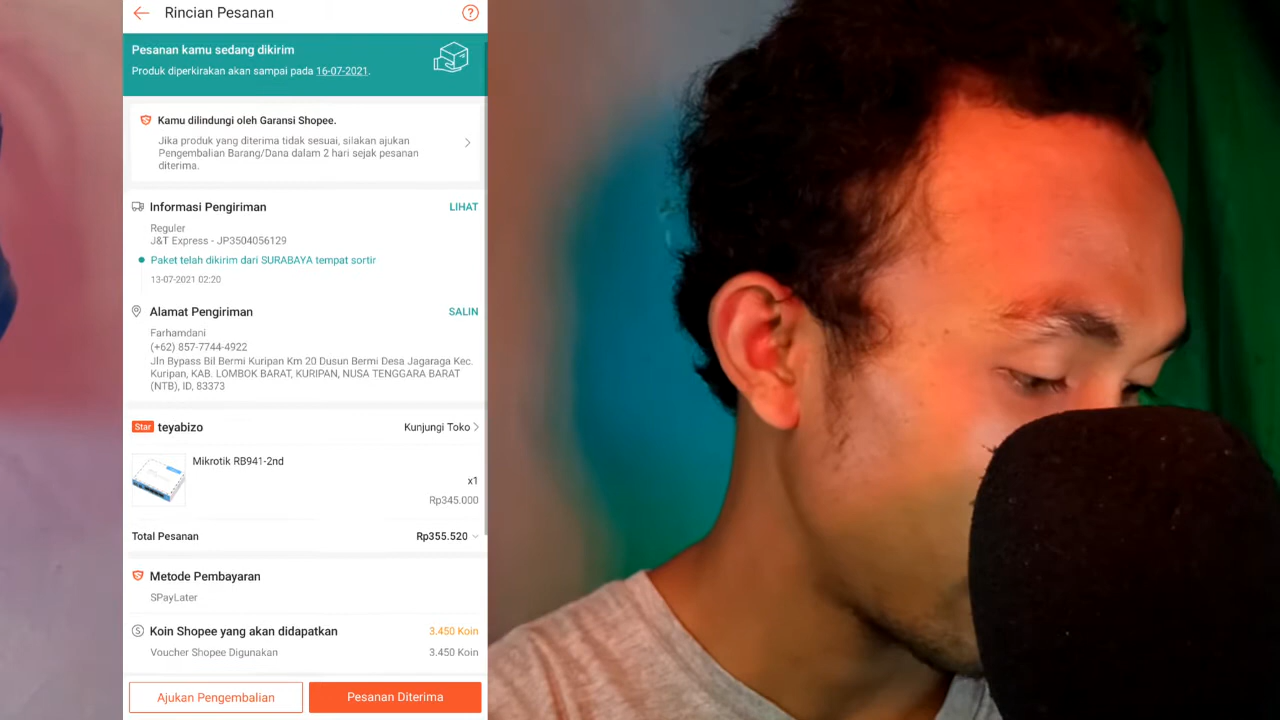 Rincian Pesanan
?
Pesanan kamu sedang dikirim
Produk diperkirakan akan sampai pada 16-07-2021.
Kamu dilindungi oleh Garansi Shopee.
Jika produk yang diterima tidak sesuai, silakan ajukan
Pengembalian Barang/Dana dalam 2 hari sejak pesanan
diterima.
Informasi Pengiriman LIHAT
Reguler
J&T Express - JP3504056129
Paket telah dikirim dari SURABAYA tempat sortir
13-07-2021 02:20
Alamat Pengiriman SALIN
Farhamdani
(+62) 857-7744-4922
Jln Bypass Bil Bermi Kuripan Km 20 Dusun Bermi Desa Jagaraga Kec.
Kuripan, KAB. LOMBOK BARAT, KURIPAN, NUSA TENGGARA BARAT
(NTB), ID, 83373
Star teyabizo Kunjungi Toko
Mikrotik RB941-2nd
x1
Rp345.000
Total Pesanan Rp355.520
Metode Pembayaran
SPayLater
Koin Shopee yang akan didapatkan 3.450 Koin
Voucher Shopee Digunakan 3.450 Koin
Ajukan Pengembalian Pesanan Diterima